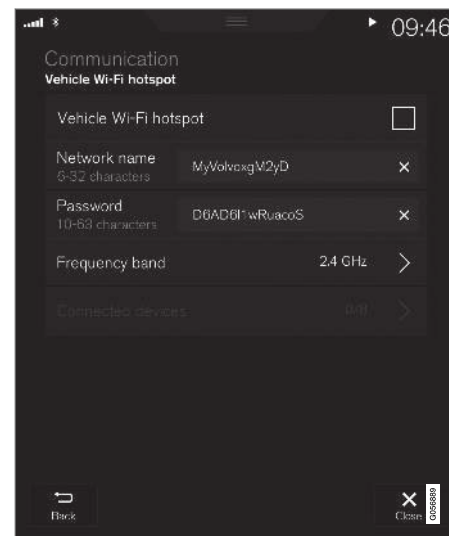 09:46
Communication
Vehicle Wi-Fi hotspot
Vehicle Wi-Fi hotspot
Network name
6-32 characters
MyVolvoxgM2yD
Password
10-63 characters
D6AD6l1wRuacoS
Frequency band
2.4 GHz
Connected devices
Back
Close
G056889